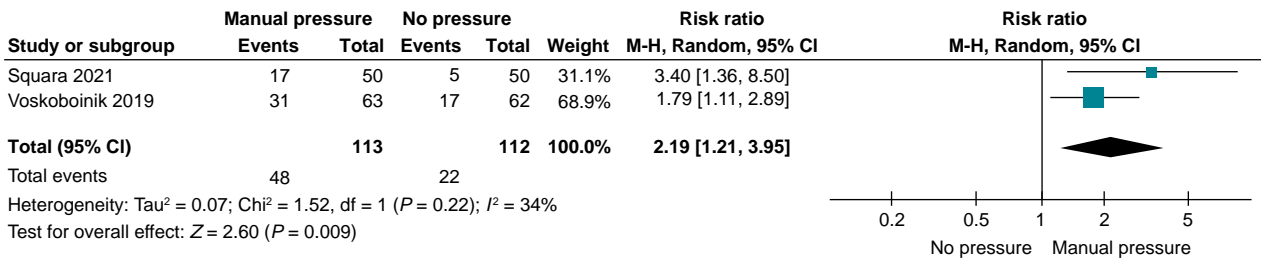 Manual pressure No pressure Risk ratio Risk ratio
Study or subgroup Events Total Events Total Weight M-H, Random, 95% CI M-H, Random, 95% CI
Squara 2021 17 50 5 50 31.1% 3.40 [1.36, 8.50]
Voskoboinik 2019 31 63 17 62 68.9% 1.79 [1.11, 2.89]
Total (95% CI) 113 112 100.0% 2.19 [1.21, 3.95]
Total events 48 22
Heterogeneity: Tau² = 0.07; Chi² = 1.52, df = 1 (P = 0.22); I² = 34%
Test for overall effect: Z = 2.60 (P = 0.009)
0.2 0.5 1 2 5
No pressure Manual pressure